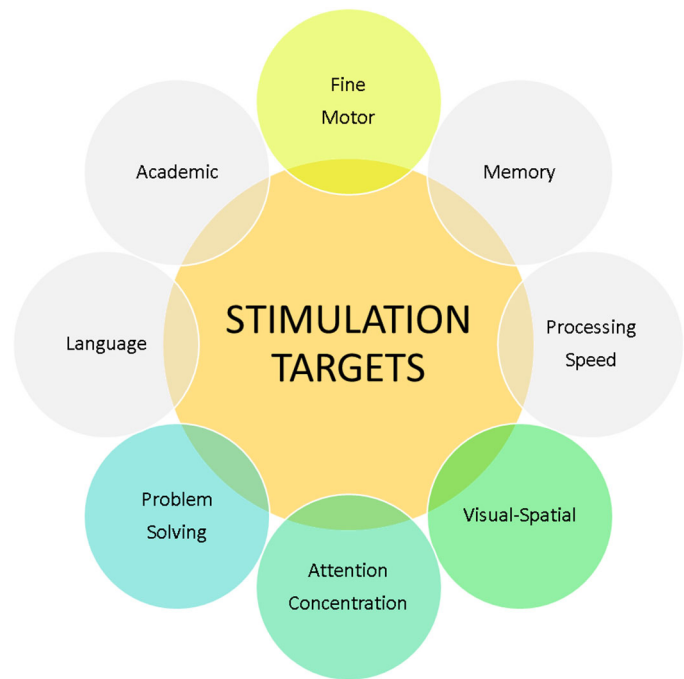 Fine
Motor
Memory
Processing
Speed
Visual-Spatial
Attention
Concentration
Problem
Solving
Language
Academic
STIMULATION
TARGETS